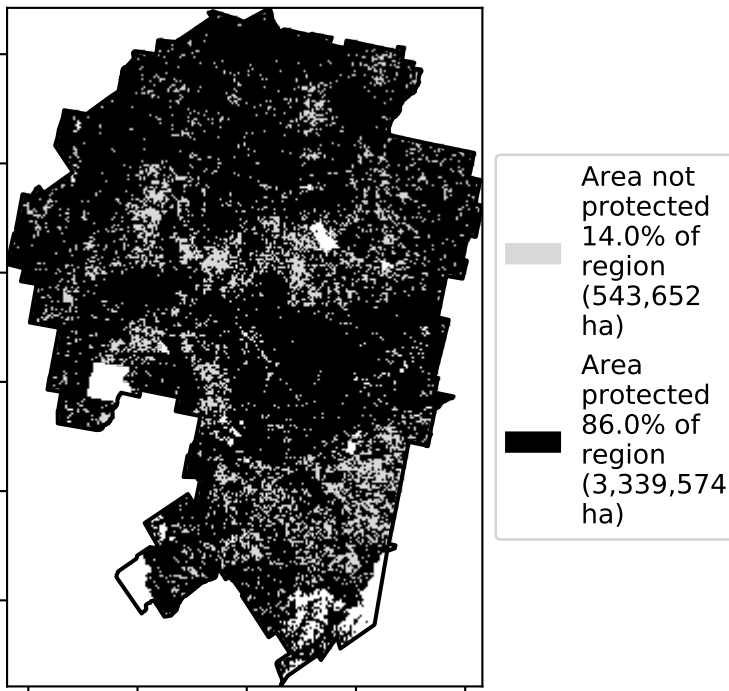 Area not
protected
14.0% of
region
(543,652
ha)
Area
protected
86.0% of
region
(3,339,574
ha)